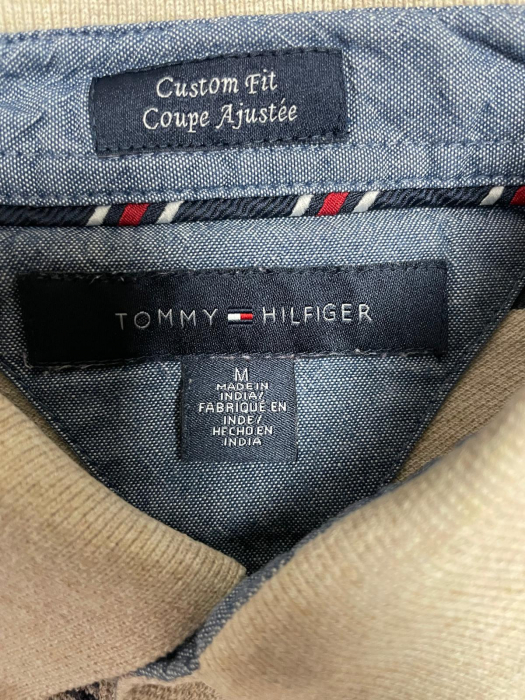 Custom Fit
Coupe Ajustée
TOMMY HILFIGER
M
MADE IN
INDIA/
FABRIQUE EN
INDE/
HECHO EN
INDIA